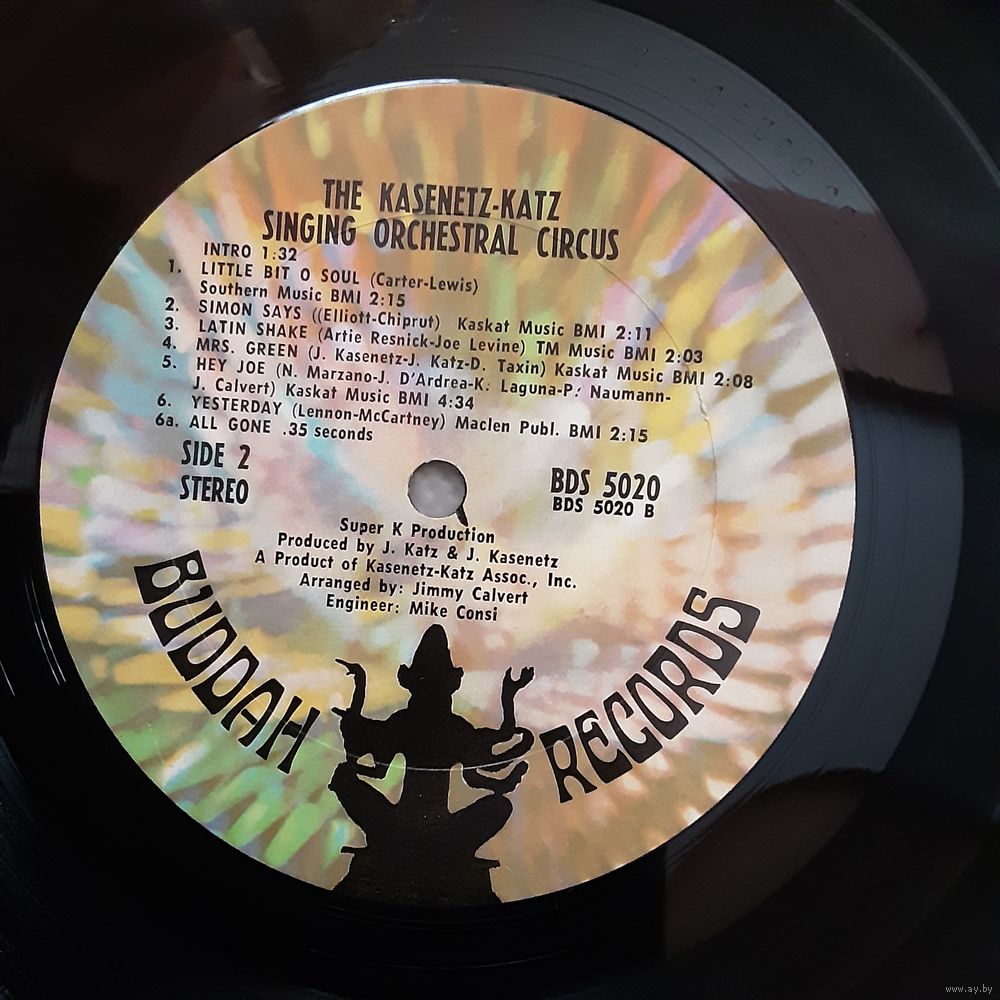 THE KASENETZ-KATZ
SINGING ORCHESTRAL CIRCUS
INTRO 1:32
1. LITTLE BIT O SOUL (Carter-Lewis)
Southern Music BMI 2:15
2. SIMON SAYS ((Elliott-Chiprut) Kaskat Music BMI 2:11
3. LATIN SHAKE (Artie Resnick-Joe Levine) TM Music BMI 2:03
4. MRS. GREEN (J. Kasenetz-J. Katz-D. Taxin) Kaskat Music BMI 2:08
5. HEY JOE (N. Marzano-J. D'Ardrea-K. Laguna-P. Naumann-
J. Calvert) Kaskat Music BMI 4:34
6. YESTERDAY (Lennon-McCartney) Maclen Publ. BMI 2:15
6a. ALL GONE .35 seconds
SIDE 2
STEREO
BDS 5020
BDS 5020 B
Super K Production
Produced by J. Katz & J. Kasenetz
A Product of Kasenetz-Katz Assoc., Inc.
Arranged by: Jimmy Calvert
Engineer: Mike Consi
BUDDAH RECORDS
www.ay.by